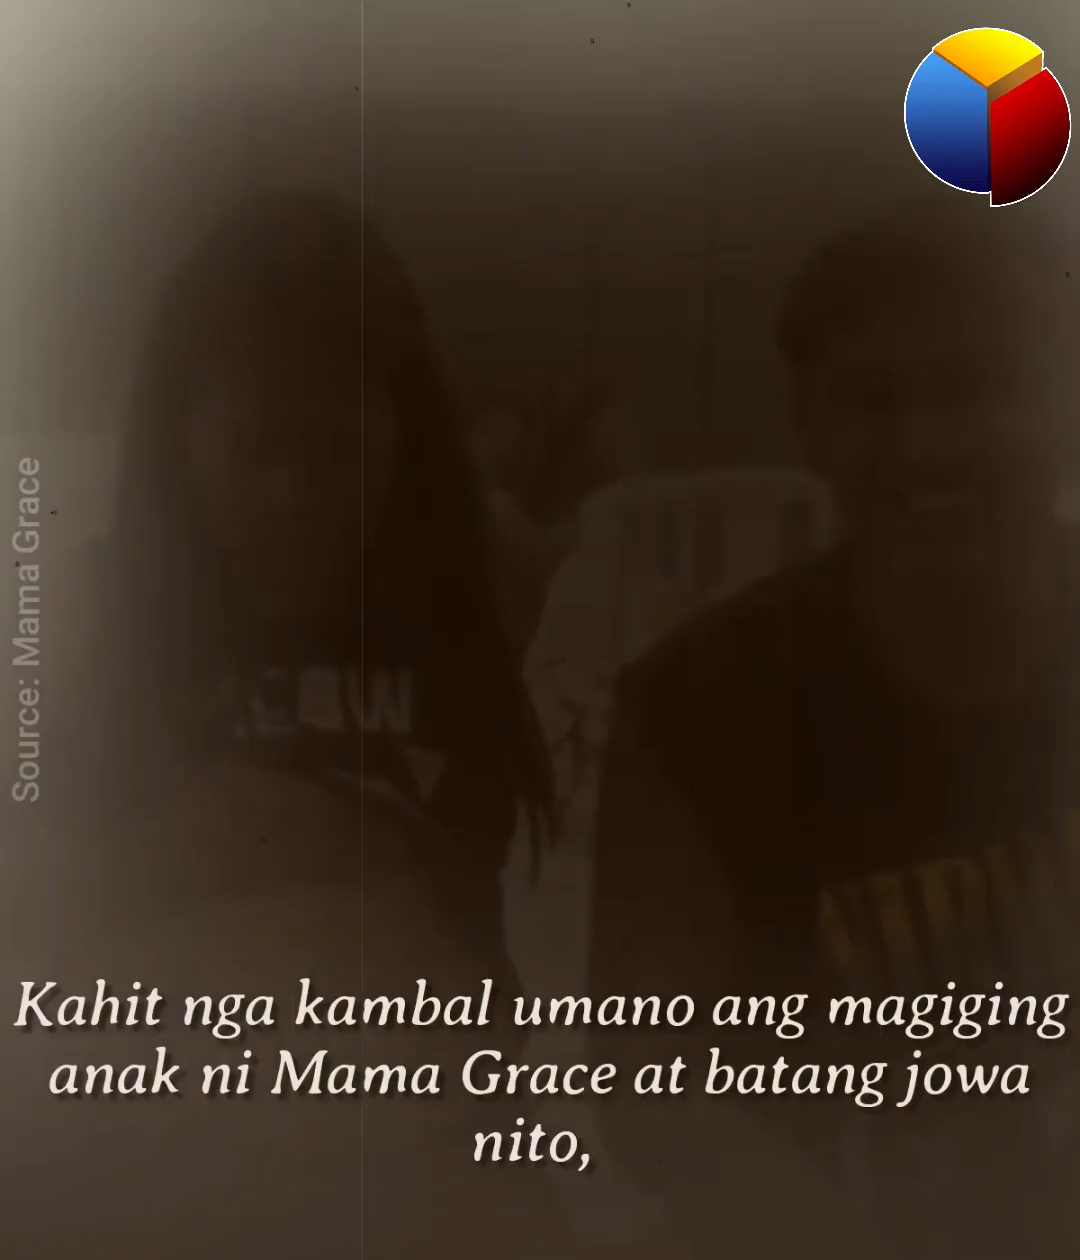 Source: Mama Grace
Kahit nga kambal umano ang magiging
anak ni Mama Grace at batang jowa
nito,